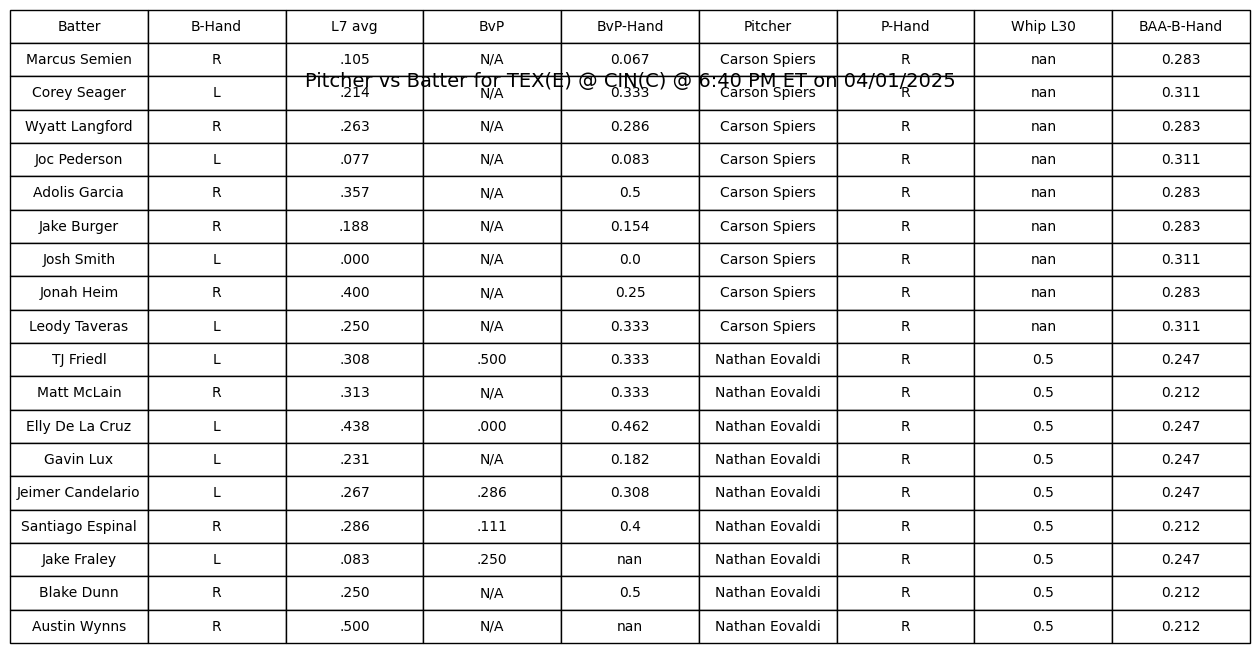 Batter B-Hand L7 avg BvP BvP-Hand Pitcher P-Hand Whip L30 BAA-B-Hand
Marcus Semien R .105 N/A 0.067 Carson Spiers R nan 0.283
Pitcher vs Batter for TEX(E) @ CIN(C) @ 6:40 PM ET on 04/01/2025
Corey Seager L .214 N/A 0.333 Carson Spiers R nan 0.311
Wyatt Langford R .263 N/A 0.286 Carson Spiers R nan 0.283
Joc Pederson L .077 N/A 0.083 Carson Spiers R nan 0.311
Adolis Garcia R .357 N/A 0.5 Carson Spiers R nan 0.283
Jake Burger R .188 N/A 0.154 Carson Spiers R nan 0.283
Josh Smith L .000 N/A 0.0 Carson Spiers R nan 0.311
Jonah Heim R .400 N/A 0.25 Carson Spiers R nan 0.283
Leody Taveras L .250 N/A 0.333 Carson Spiers R nan 0.311
TJ Friedl L .308 .500 0.333 Nathan Eovaldi R 0.5 0.247
Matt McLain R .313 N/A 0.333 Nathan Eovaldi R 0.5 0.212
Elly De La Cruz L .438 .000 0.462 Nathan Eovaldi R 0.5 0.247
Gavin Lux L .231 N/A 0.182 Nathan Eovaldi R 0.5 0.247
Jeimer Candelario L .267 .286 0.308 Nathan Eovaldi R 0.5 0.247
Santiago Espinal R .286 .111 0.4 Nathan Eovaldi R 0.5 0.212
Jake Fraley L .083 .250 nan Nathan Eovaldi R 0.5 0.247
Blake Dunn R .250 N/A 0.5 Nathan Eovaldi R 0.5 0.212
Austin Wynns R .500 N/A nan Nathan Eovaldi R 0.5 0.212